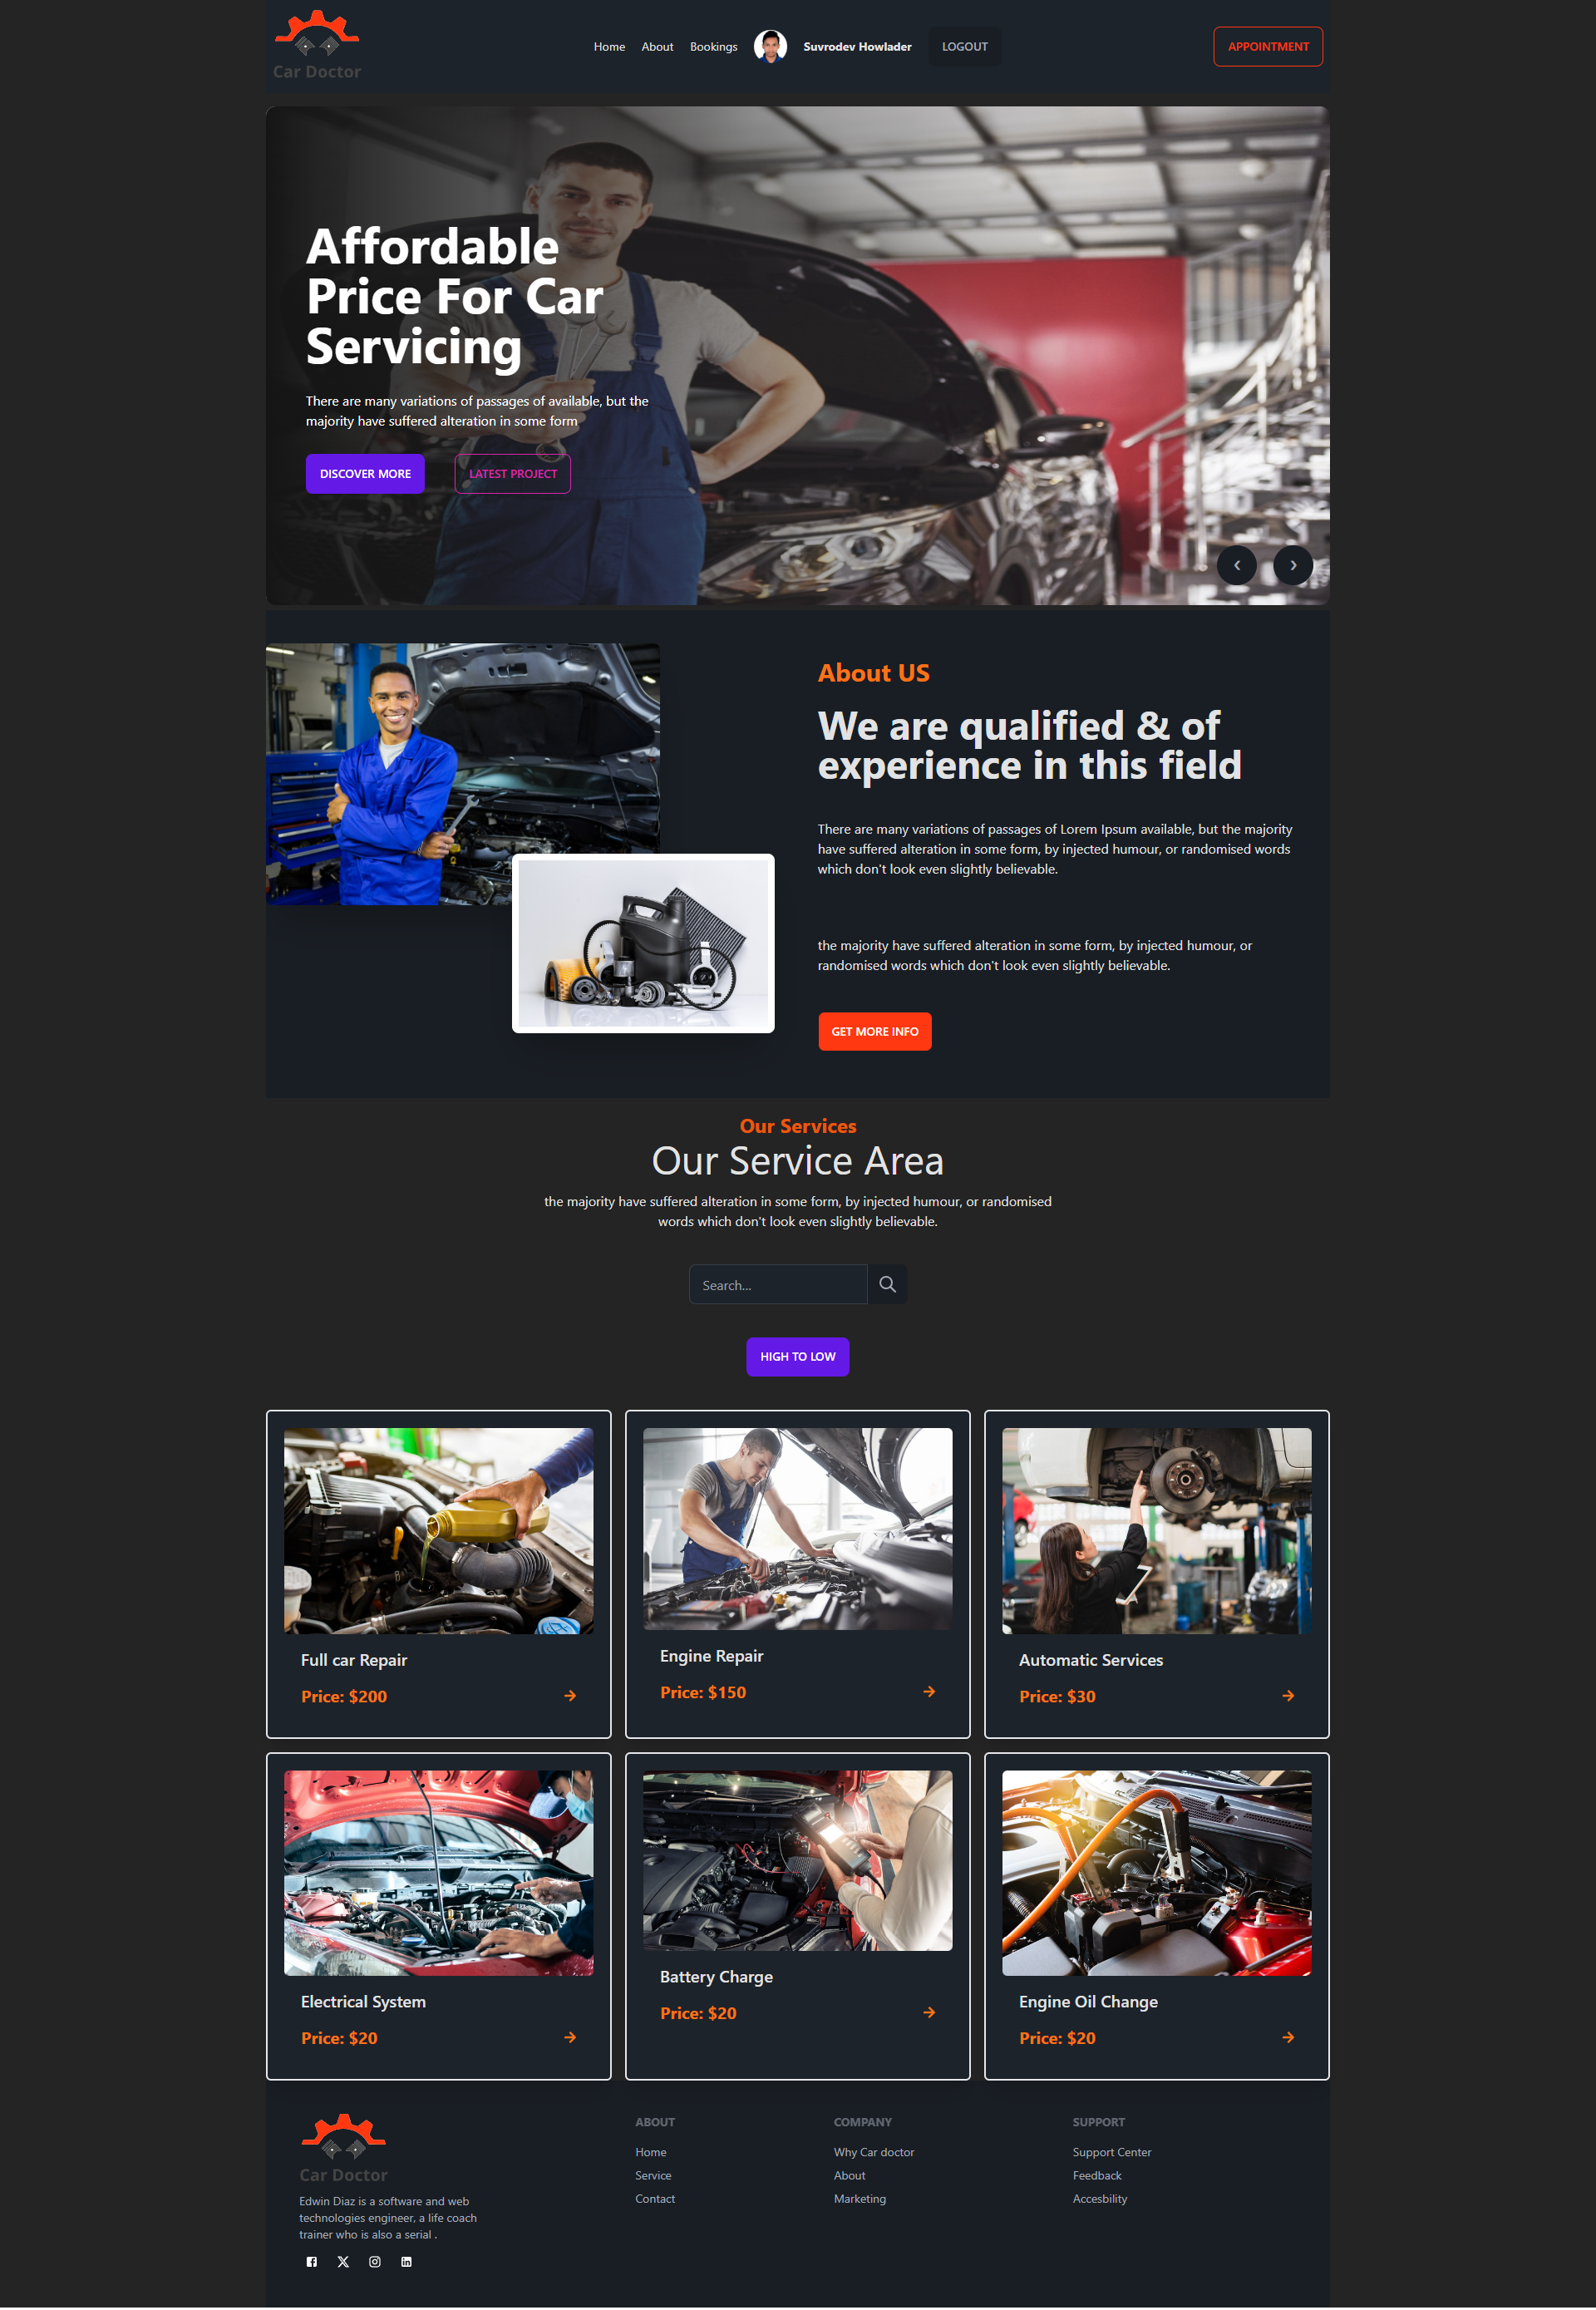 Car Doctor
Home About Bookings Suvrodev Howlader LOGOUT APPOINTMENT
Affordable
Price For Car
Servicing
There are many variations of passages of available, but the
majority have suffered alteration in some form
DISCOVER MORE LATEST PROJECT
About US
We are qualified & of
experience in this field
There are many variations of passages of Lorem Ipsum available, but the majority
have suffered alteration in some form, by injected humour, or randomised words
which don't look even slightly believable.
the majority have suffered alteration in some form, by injected humour, or
randomised words which don't look even slightly believable.
GET MORE INFO
Our Services
Our Service Area
the majority have suffered alteration in some form, by injected humour, or randomised
words which don't look even slightly believable.
Search...
HIGH TO LOW
Full car Repair
Price: $200
Engine Repair
Price: $150
Automatic Services
Price: $30
Electrical System
Price: $20
Battery Charge
Price: $20
Engine Oil Change
Price: $20
Car Doctor
Edwin Diaz is a software and web
technologies engineer, a life coach
trainer who is also a serial .
ABOUT
Home
Service
Contact
COMPANY
Why Car doctor
About
Marketing
SUPPORT
Support Center
Feedback
Accesbility